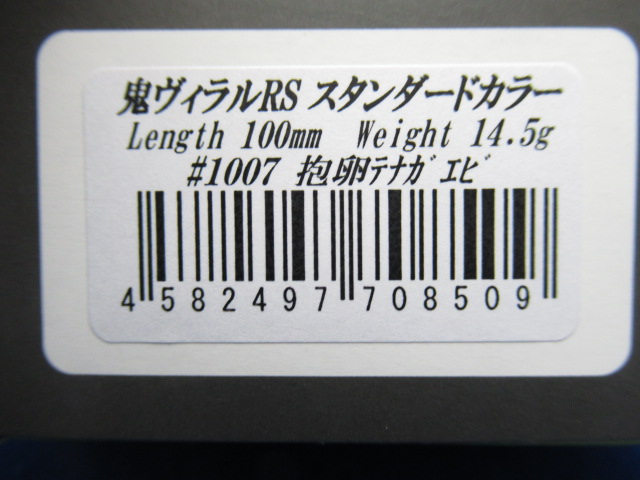 鬼ヴィラルRS スタンダードカラー
Length 100mm Weight 14.5g
#1007 抱卵ﾃﾅｶﾞｴﾋﾞ
4 582497 708509